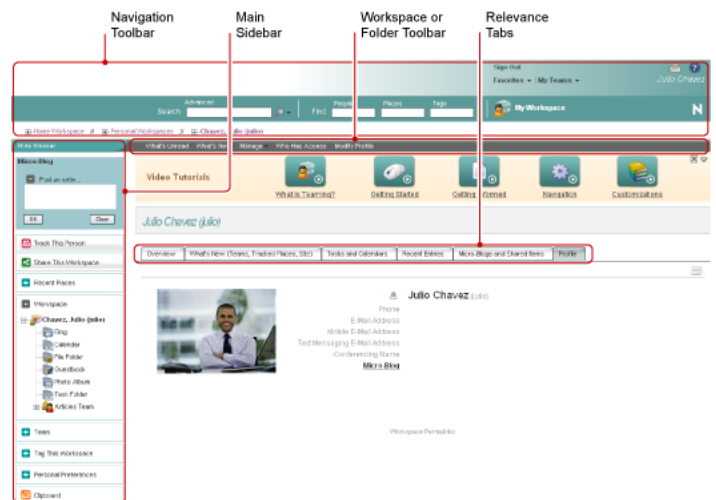 Navigation Toolbar
Main Sidebar
Workspace or Folder Toolbar
Relevance Tabs
Sign Out
Favorites My Teams
Julio Chavez
Advanced
People Places Tags
Search Find
My Workspace
N
Home Workspace Personal Workspaces Chavez, Julio (julio)
Hide Sidebar
What's Unread What's New Manage Who Has Access Modify Profile
Micro-Blog
Post an entry...
OK Clear
Video Tutorials
What is Teaming? Getting Started Getting Informed Navigation Customizations
Julio Chavez (julio)
Track This Person
Share This Workspace
Recent Places
Overview What's New (Teams, Tracked Places, Site) Tasks and Calendars Recent Entries Micro-Blogs and Shared Items Profile
Workspace
Chavez, Julio (julio)
Blog
Calendar
File Folder
Guestbook
Photo Album
Task Folder
Articles Team
Julio Chavez (julio)
Phone
E-Mail Address
Mobile E-Mail Address
Text Messaging E-Mail Address
Conferencing Name
Micro-Blog
Team
Tag This Workspace
Personal Preferences
Clipboard
Workspace Permalinks